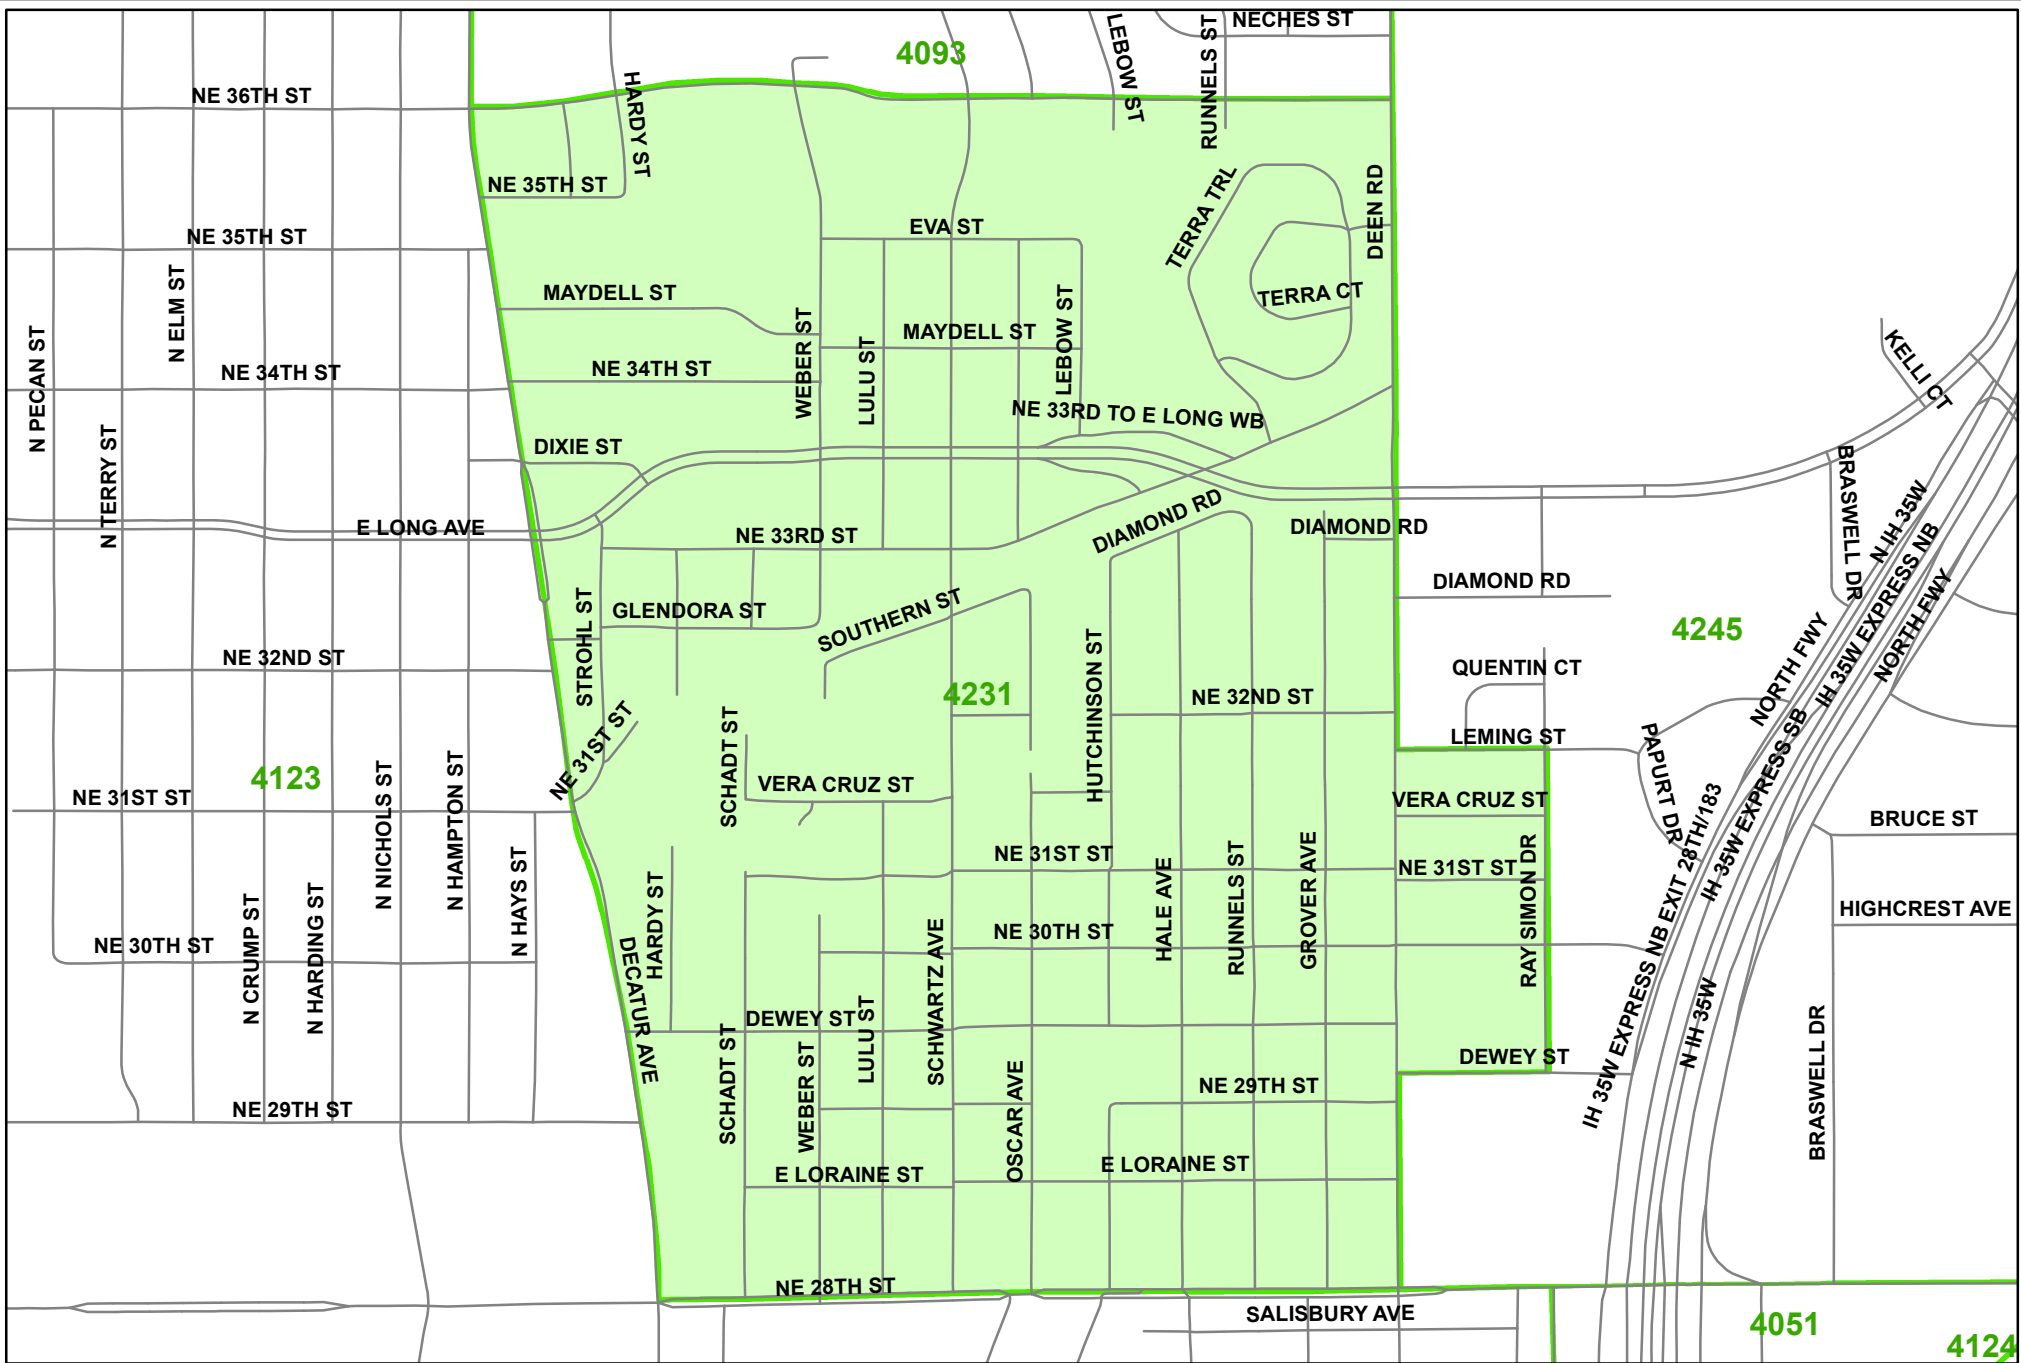 NECHES ST
4093
LEBOW ST
RUNNELS ST
HARDY ST
NE 36TH ST
NE 35TH ST
DEEN RD
TERRA TRL
EVA ST
NE 35TH ST
N ELM ST
MAYDELL ST
TERRA CT
LEBOW ST
WEBER ST
MAYDELL ST
LULU ST
N PECAN ST
NE 34TH ST
NE 34TH ST
KELLI CT
NE 33RD TO E LONG WB
DIXIE ST
N TERRY ST
BRASWELL DR
N IH 35W
E LONG AVE
NE 33RD ST
DIAMOND RD
DIAMOND RD
IH 35W EXPRESS NB
DIAMOND RD
NORTH FWY
GLENDORA ST
SOUTHERN ST
STROHL ST
4245
NORTH FWY
NE 32ND ST
QUENTIN CT
HUTCHINSON ST
4231
NE 32ND ST
NE 31ST ST
SCHADT ST
LEMING ST
PAPURT DR
IH 35W EXPRESS SB
4123
N NICHOLS ST
N HAMPTON ST
VERA CRUZ ST
NE 31ST ST
VERA CRUZ ST
BRUCE ST
IH 35W EXPRESS NB EXIT 28TH/183
NE 31ST ST
NE 31ST ST
N HAYS ST
HARDY ST
HALE AVE
RUNNELS ST
GROVER AVE
RAY SIMON DR
HIGHCREST AVE
NE 30TH ST
N CRUMP ST
N HARDING ST
NE 30TH ST
DECATUR AVE
SCHWARTZ AVE
N IH 35W
DEWEY ST
LULU ST
SCHADT ST
WEBER ST
DEWEY ST
BRASWELL DR
NE 29TH ST
OSCAR AVE
NE 29TH ST
E LORAINE ST
E LORAINE ST
NE 28TH ST
SALISBURY AVE
4051
4124